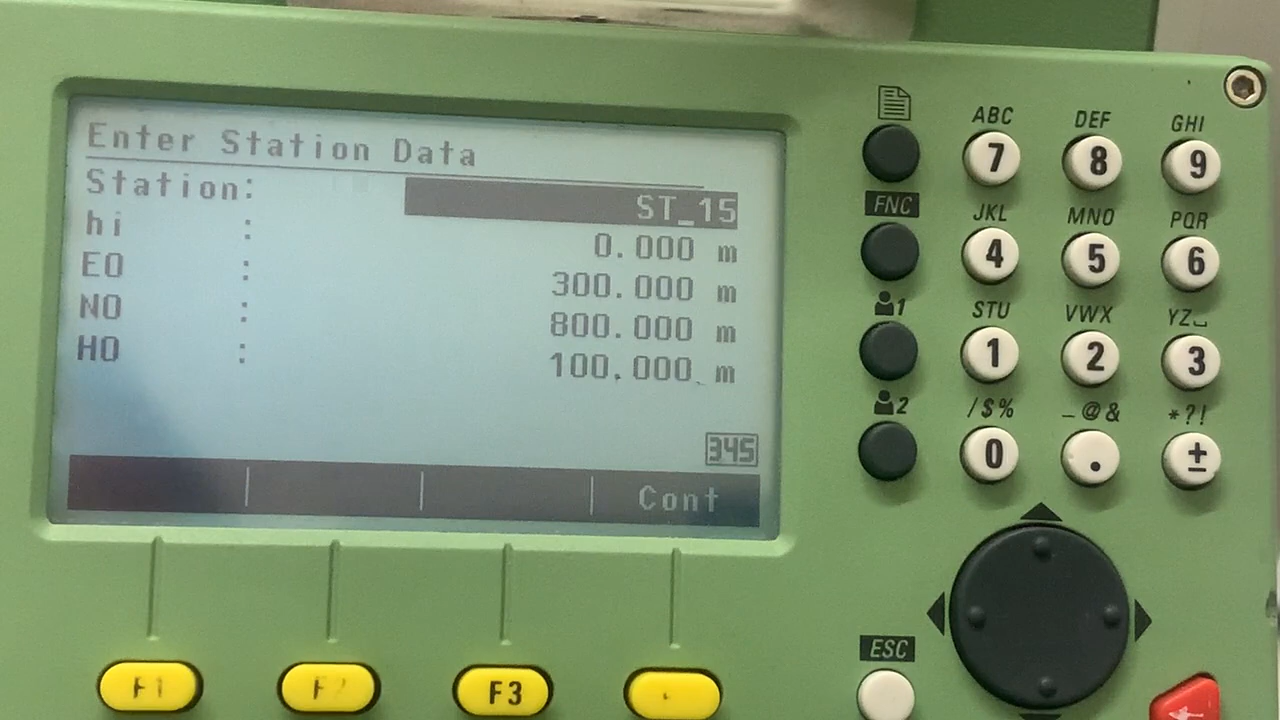 Enter Station Data
Station: ST_15
hi : 0.000 m
E0 : 300.000 m
N0 : 800.000 m
H0 : 100.000 m
345
Cont
F1
F2
F3
FNC
1
2
ESC
ABC DEF GHI
7 8 9
JKL MNO PQR
4 5 6
STU VWX YZ⎵
1 2 3
/$% _@& *?!
0 . ±